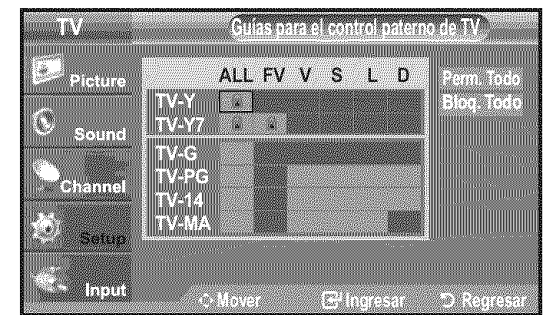 TV
Guías para el control paterno de TV
Picture
Sound
Channel
Setup
Input
ALL FV V S L D
TV-Y
TV-Y7
TV-G
TV-PG
TV-14
TV-MA
Perm. Todo
Bloq. Todo
Mover
Ingresar
Regresar